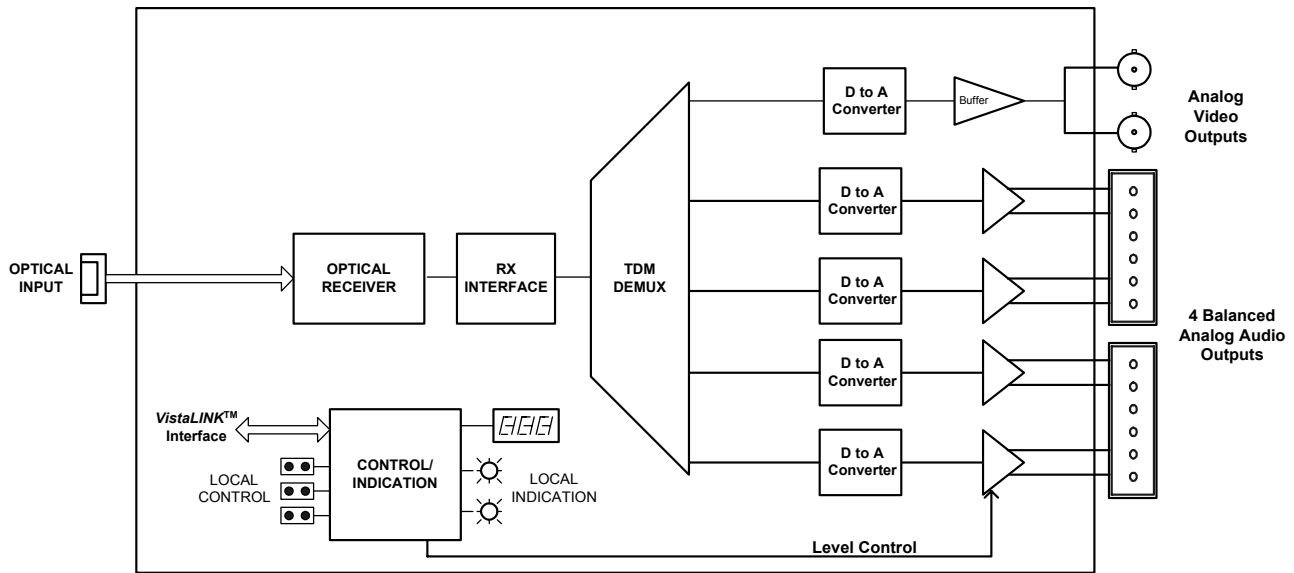 D to A
Converter
Buffer
Analog
Video
Outputs
D to A
Converter
OPTICAL
INPUT
OPTICAL
RECEIVER
RX
INTERFACE
TDM
DEMUX
D to A
Converter
4 Balanced
Analog Audio
Outputs
D to A
Converter
VistaLINK™
Interface
CONTROL/
INDICATION
LOCAL
CONTROL
LOCAL
INDICATION
D to A
Converter
Level Control